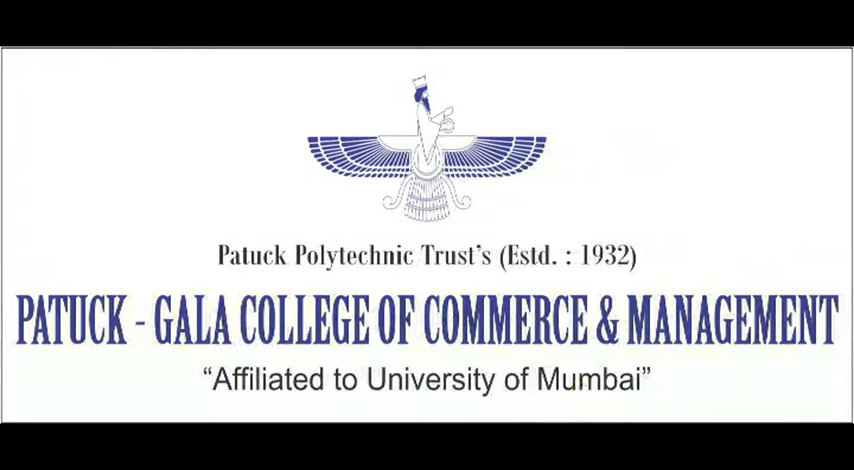 Patuck Polytechnic Trust's (Estd. : 1932)
PATUCK - GALA COLLEGE OF COMMERCE & MANAGEMENT
“Affiliated to University of Mumbai”